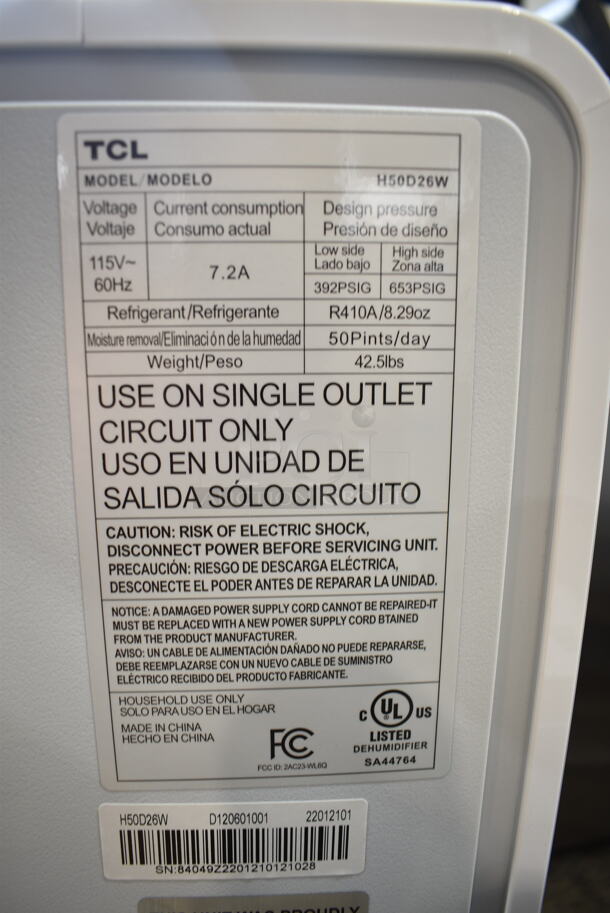 TCL
MODEL/MODELO H50D26W
Voltage Current consumption Design pressure
Voltaje Consumo actual Presión de diseño
115V~ 7.2A Low side High side
60Hz Lado bajo Zona alta
392PSIG 653PSIG
Refrigerant/Refrigerante R410A/8.29oz
Moisture removal/Eliminación de la humedad 50Pints/day
Weight/Peso 42.5lbs
USE ON SINGLE OUTLET
CIRCUIT ONLY
USO EN UNIDAD DE
SALIDA SÓLO CIRCUITO
CAUTION: RISK OF ELECTRIC SHOCK,
DISCONNECT POWER BEFORE SERVICING UNIT.
PRECAUCIÓN: RIESGO DE DESCARGA ELÉCTRICA,
DESCONECTE EL PODER ANTES DE REPARAR LA UNIDAD.
NOTICE: A DAMAGED POWER SUPPLY CORD CANNOT BE REPAIRED-IT
MUST BE REPLACED WITH A NEW POWER SUPPLY CORD BTAINED
FROM THE PRODUCT MANUFACTURER.
AVISO: UN CABLE DE ALIMENTACIÓN DAÑADO NO PUEDE REPARARSE,
DEBE REEMPLAZARSE CON UN NUEVO CABLE DE SUMINISTRO
ELÉCTRICO RECIBIDO DEL PRODUCTO FABRICANTE.
HOUSEHOLD USE ONLY
SOLO PARA USO EN EL HOGAR
MADE IN CHINA
HECHO EN CHINA
FC
FCC ID: 2AC23-WL8Q
C UL US
LISTED
DEHUMIDIFIER
SA44764
H50D26W D120601001 22012101
SN:84049Z2201210121028